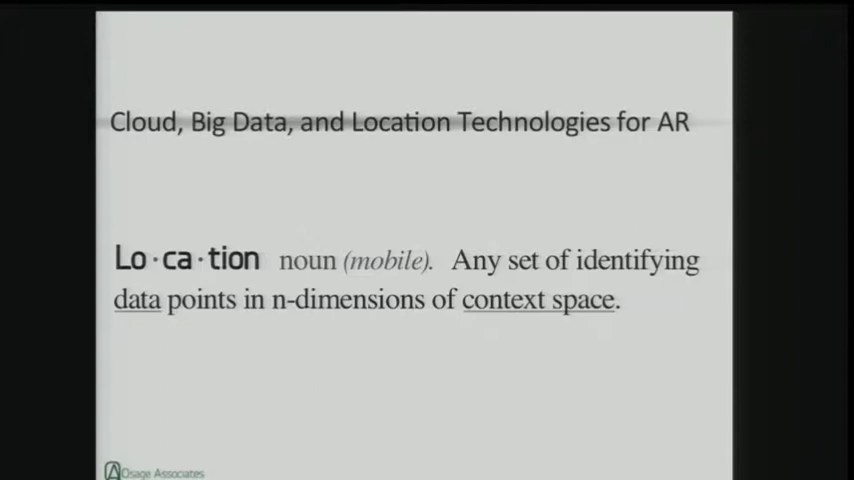 Cloud, Big Data, and Location Technologies for AR
Lo·ca·tion noun (mobile). Any set of identifying
data points in n-dimensions of context space.
Osage Associates